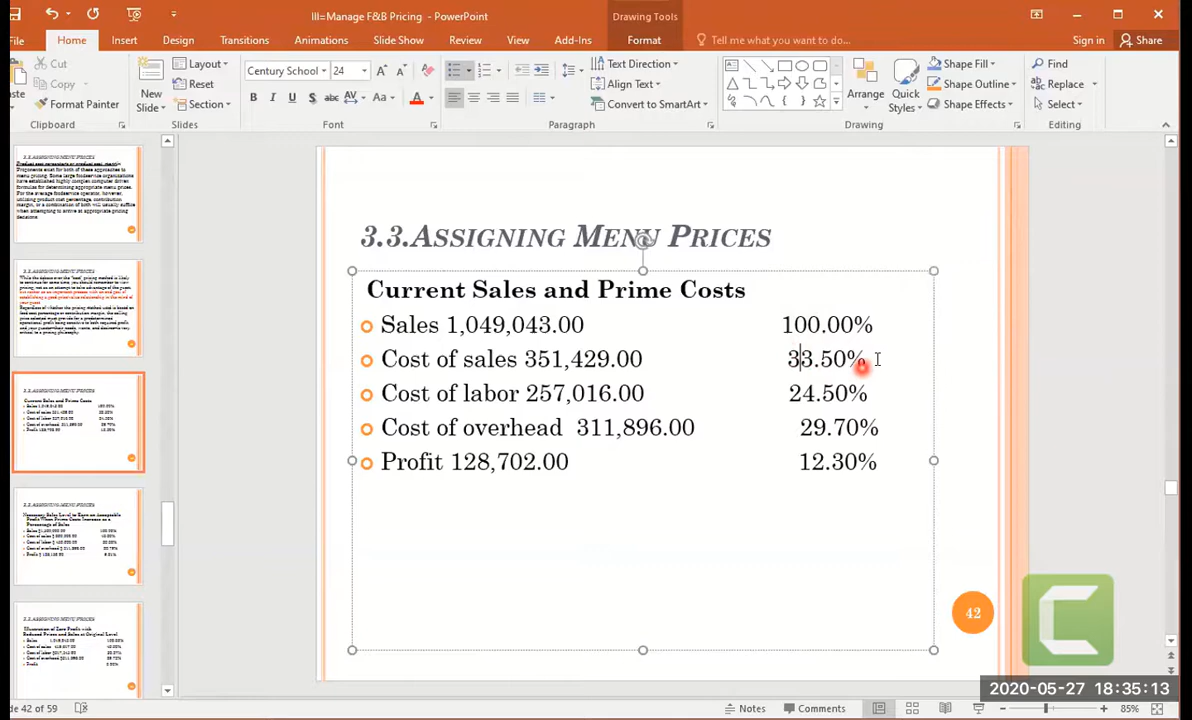 III=Manage F&B Pricing - PowerPoint
Drawing Tools
File Home Insert Design Transitions Animations Slide Show Review View Add-Ins Format Tell me what you want to do... Sign in Share
Cut
Copy
Format Painter
Clipboard
New Slide
Layout
Reset
Section
Slides
Century School 24
B I U S abc AV Aa A
Font
Text Direction
Align Text
Convert to SmartArt
Paragraph
Arrange
Quick Styles
Shape Fill
Shape Outline
Shape Effects
Drawing
Find
Replace
Select
Editing
3.3.ASSIGNING MENU PRICES
Current Sales and Prime Costs
Sales 1,049,043.00 100.00%
Cost of sales 351,429.00 33.50%
Cost of labor 257,016.00 24.50%
Cost of overhead 311,896.00 29.70%
Profit 128,702.00 12.30%
42
2020-05-27 18:35:13
Slide 42 of 59
Notes
Comments
85%